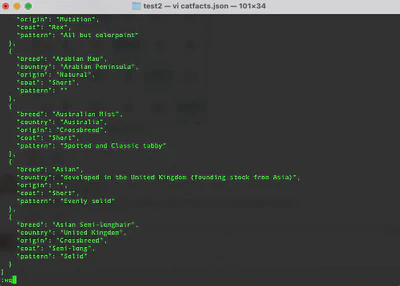 test2 — vi catfacts.json — 101×34
"origin": "Mutation",
"coat": "Rex",
"pattern": "All but colorpoint"
},
{
"breed": "Arabian Mau",
"country": "Arabian Peninsula",
"origin": "Natural",
"coat": "Short",
"pattern": ""
},
{
"breed": "Australian Mist",
"country": "Australia",
"origin": "Crossbreed",
"coat": "Short",
"pattern": "Spotted and Classic tabby"
},
{
"breed": "Asian",
"country": "developed in the United Kingdom (founding stock from Asia)",
"origin": "",
"coat": "Short",
"pattern": "Evenly solid"
},
{
"breed": "Asian Semi-longhair",
"country": "United Kingdom",
"origin": "Crossbreed",
"coat": "Semi-long",
"pattern": "Solid"
}
]
:wq